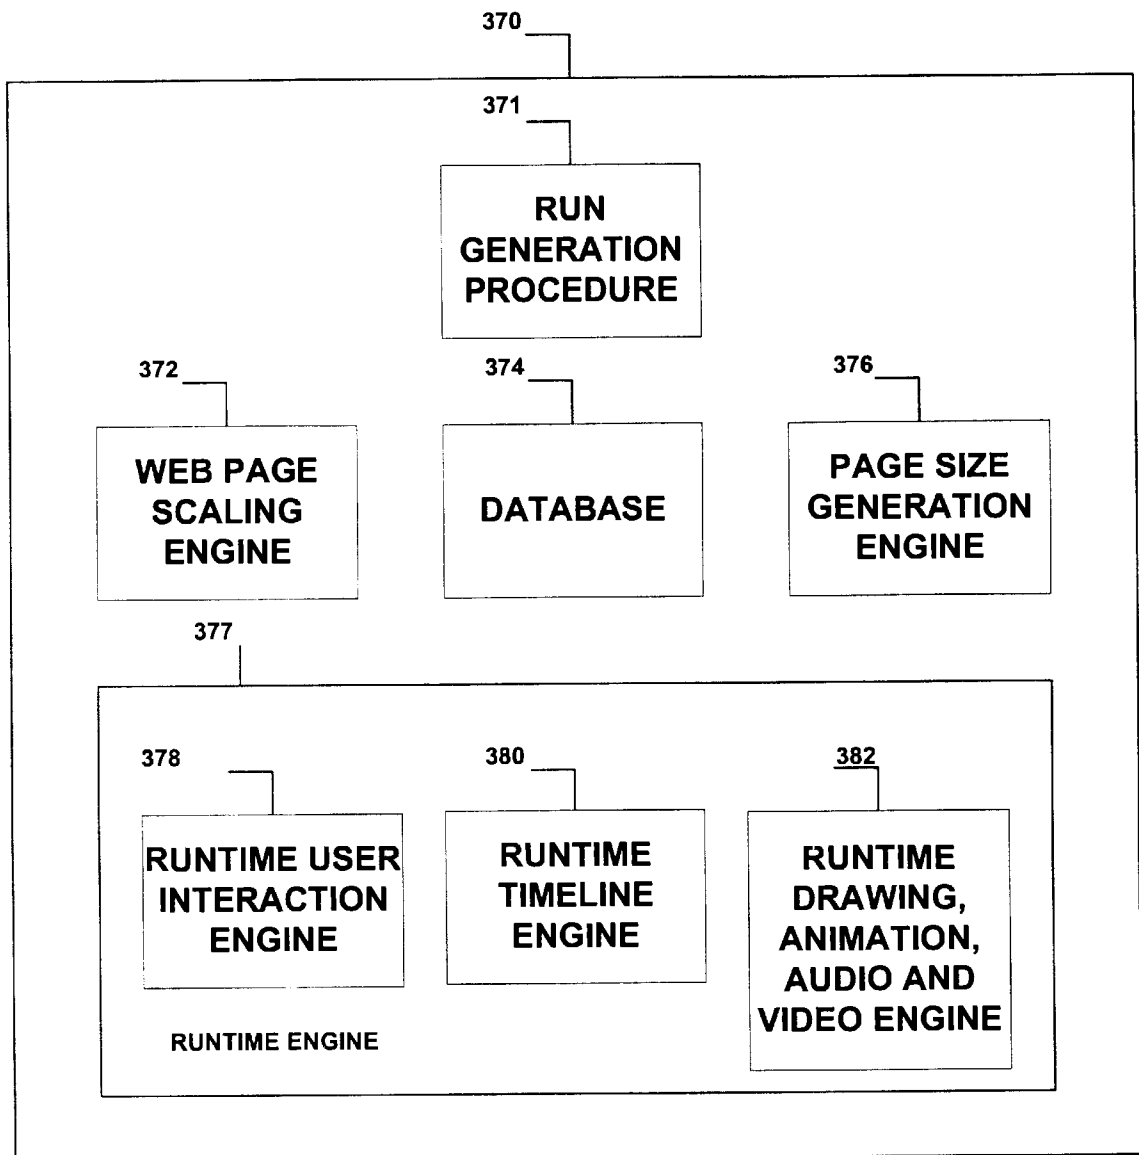 370
371
RUN
GENERATION
PROCEDURE
372
374
376
WEB PAGE
SCALING
ENGINE
DATABASE
PAGE SIZE
GENERATION
ENGINE
377
378
380
382
RUNTIME USER
INTERACTION
ENGINE
RUNTIME
TIMELINE
ENGINE
RUNTIME
DRAWING,
ANIMATION,
AUDIO AND
VIDEO ENGINE
RUNTIME ENGINE